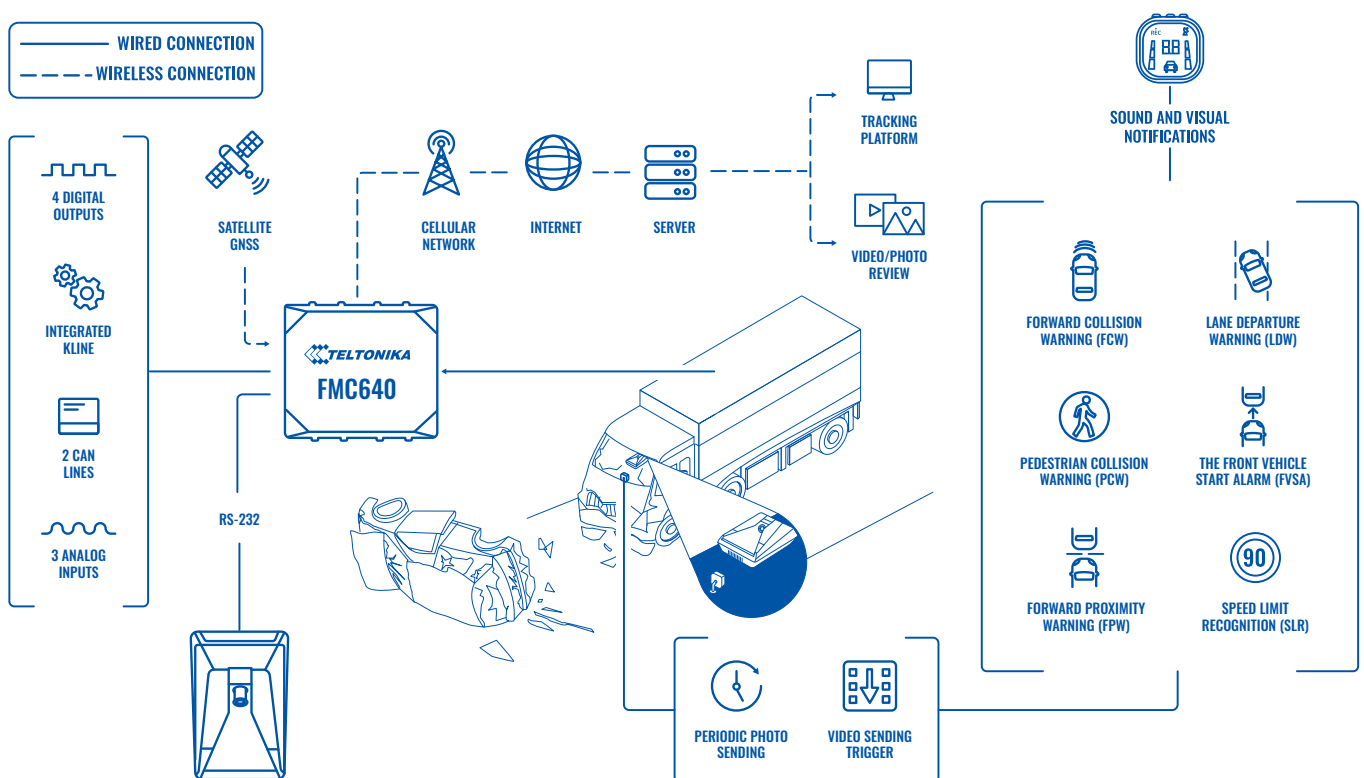 WIRED CONNECTION
WIRELESS CONNECTION
4 DIGITAL
OUTPUTS
INTEGRATED
KLINE
2 CAN
LINES
3 ANALOG
INPUTS
SATELLITE
GNSS
CELLULAR
NETWORK
INTERNET
SERVER
TRACKING
PLATFORM
VIDEO/PHOTO
REVIEW
TELTONIKA
FMC640
RS-232
PERIODIC PHOTO
SENDING
VIDEO SENDING
TRIGGER
REC
88
SOUND AND VISUAL
NOTIFICATIONS
FORWARD COLLISION
WARNING (FCW)
LANE DEPARTURE
WARNING (LDW)
PEDESTRIAN COLLISION
WARNING (PCW)
THE FRONT VEHICLE
START ALARM (FVSA)
FORWARD PROXIMITY
WARNING (FPW)
90
SPEED LIMIT
RECOGNITION (SLR)